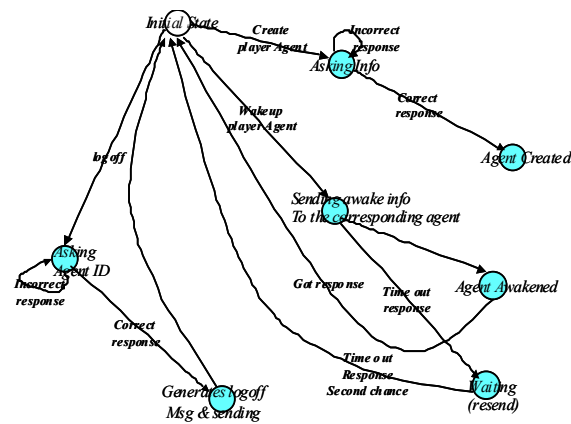 Initial State
Create
player Agent
Incorrect
response
Asking Info
Correct
response
Agent Created
Wakeup
player Agent
log off
Sending awake info
To the corresponding agent
Asking
Agent ID
Incorrect
response
Got response
Time out
response
Agent Awakened
Correct
response
Time out
Response
Second chance
Generates logoff
Msg & sending
Waiting
(resend)